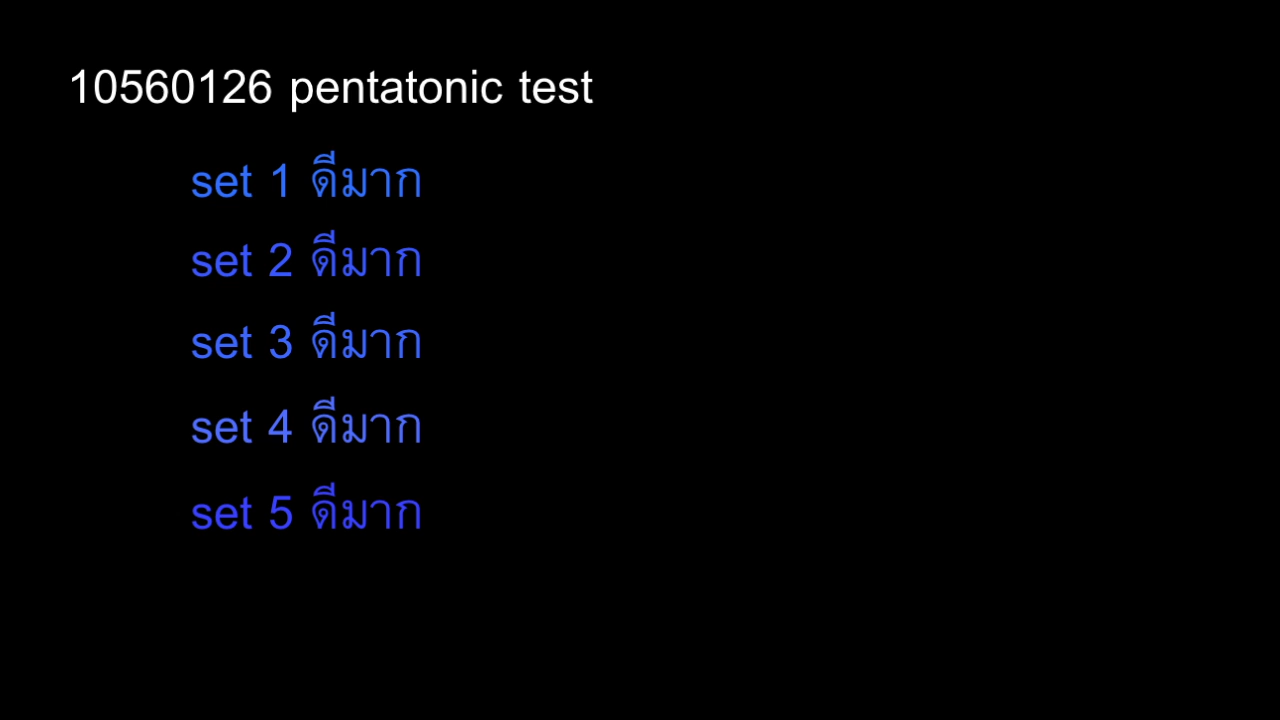 10560126 pentatonic test
set 1 ดีมาก
set 2 ดีมาก
set 3 ดีมาก
set 4 ดีมาก
set 5 ดีมาก